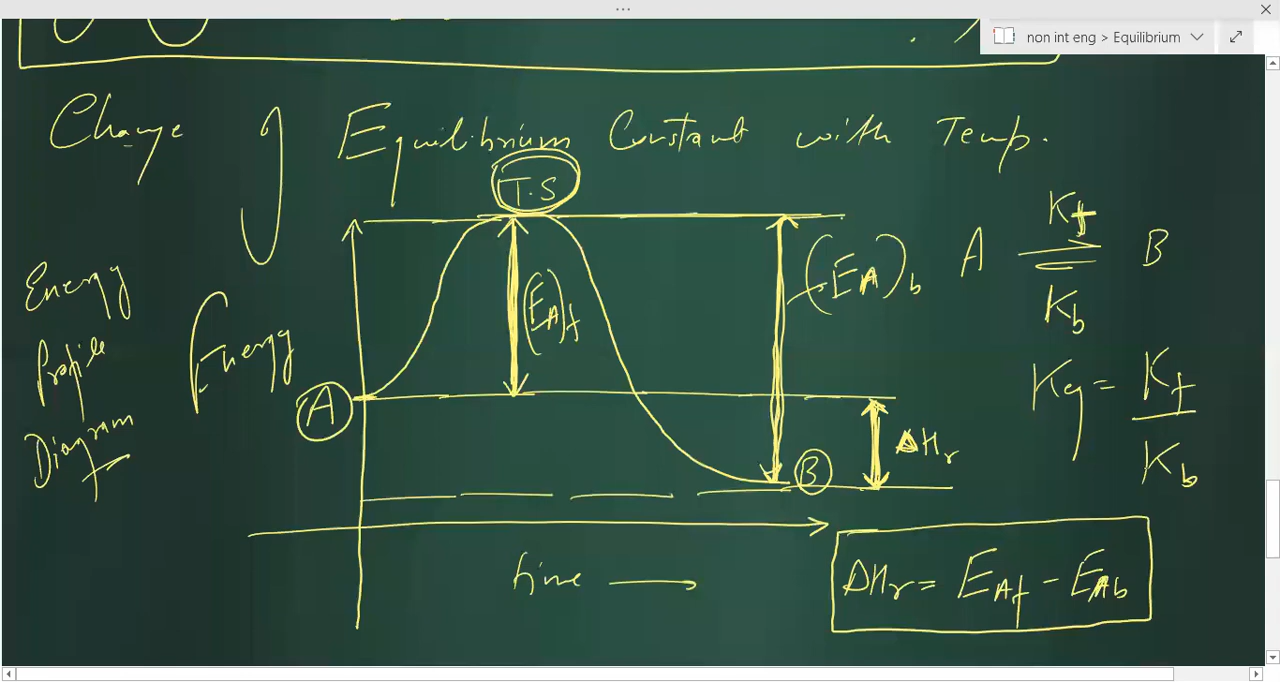 non int eng > Equilibrium
Change of Equilibrium Constant with Temp.
T.S
Energy
Profile
Diagram
Energy
(EA)f
(EA)b
A ⇌ B
Kf
Kb
Keq = Kf / Kb
A
B
ΔHr
time
ΔHr = EAf - EAb